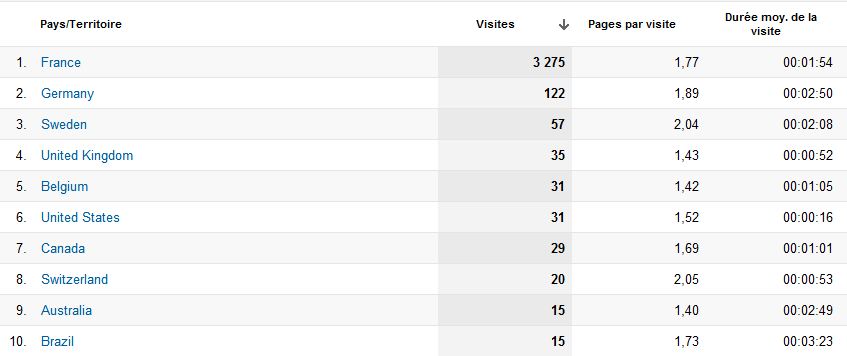 Pays/Territoire Visites Pages par visite Durée moy. de la visite
1. France 3 275 1,77 00:01:54
2. Germany 122 1,89 00:02:50
3. Sweden 57 2,04 00:02:08
4. United Kingdom 35 1,43 00:00:52
5. Belgium 31 1,42 00:01:05
6. United States 31 1,52 00:00:16
7. Canada 29 1,69 00:01:01
8. Switzerland 20 2,05 00:00:53
9. Australia 15 1,40 00:02:49
10. Brazil 15 1,73 00:03:23